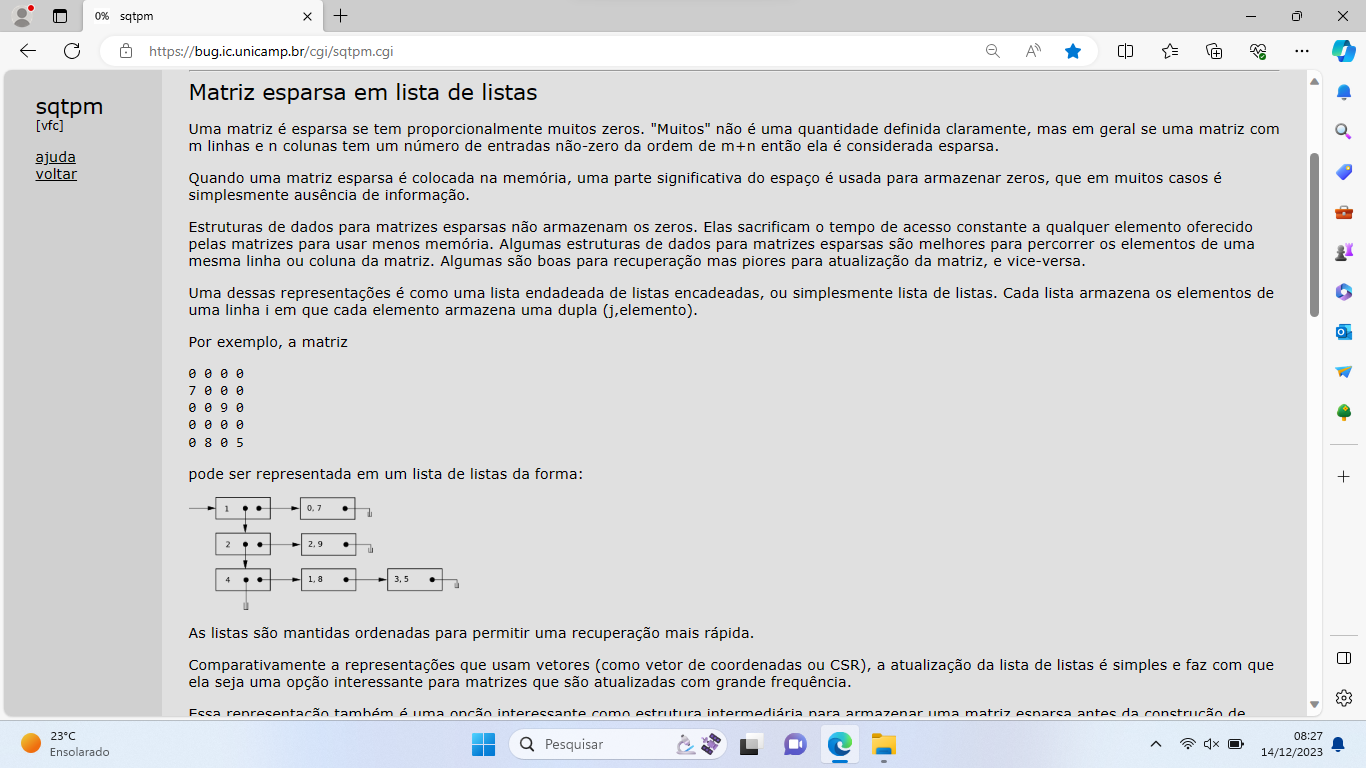 0% sqtpm
https://bug.ic.unicamp.br/cgi/sqtpm.cgi
sqtpm
[vfc]
ajuda
voltar
Matriz esparsa em lista de listas
Uma matriz é esparsa se tem proporcionalmente muitos zeros. "Muitos" não é uma quantidade definida claramente, mas em geral se uma matriz com
m linhas e n colunas tem um número de entradas não-zero da ordem de m+n então ela é considerada esparsa.
Quando uma matriz esparsa é colocada na memória, uma parte significativa do espaço é usada para armazenar zeros, que em muitos casos é
simplesmente ausência de informação.
Estruturas de dados para matrizes esparsas não armazenam os zeros. Elas sacrificam o tempo de acesso constante a qualquer elemento oferecido
pelas matrizes para usar menos memória. Algumas estruturas de dados para matrizes esparsas são melhores para percorrer os elementos de uma
mesma linha ou coluna da matriz. Algumas são boas para recuperação mas piores para atualização da matriz, e vice-versa.
Uma dessas representações é como uma lista endadeada de listas encadeadas, ou simplesmente lista de listas. Cada lista armazena os elementos de
uma linha i em que cada elemento armazena uma dupla (j,elemento).
Por exemplo, a matriz
0 0 0 0
7 0 0 0
0 0 9 0
0 0 0 0
0 8 0 5
pode ser representada em um lista de listas da forma:
1 0, 7
2 2, 9
4 1, 8 3, 5
As listas são mantidas ordenadas para permitir uma recuperação mais rápida.
Comparativamente a representações que usam vetores (como vetor de coordenadas ou CSR), a atualização da lista de listas é simples e faz com que
ela seja uma opção interessante para matrizes que são atualizadas com grande frequência.
Essa representação também é uma opção interessante como estrutura intermediária para armazenar uma matriz esparsa antes da construção de
23°C
Ensolarado
Pesquisar
08:27
14/12/2023